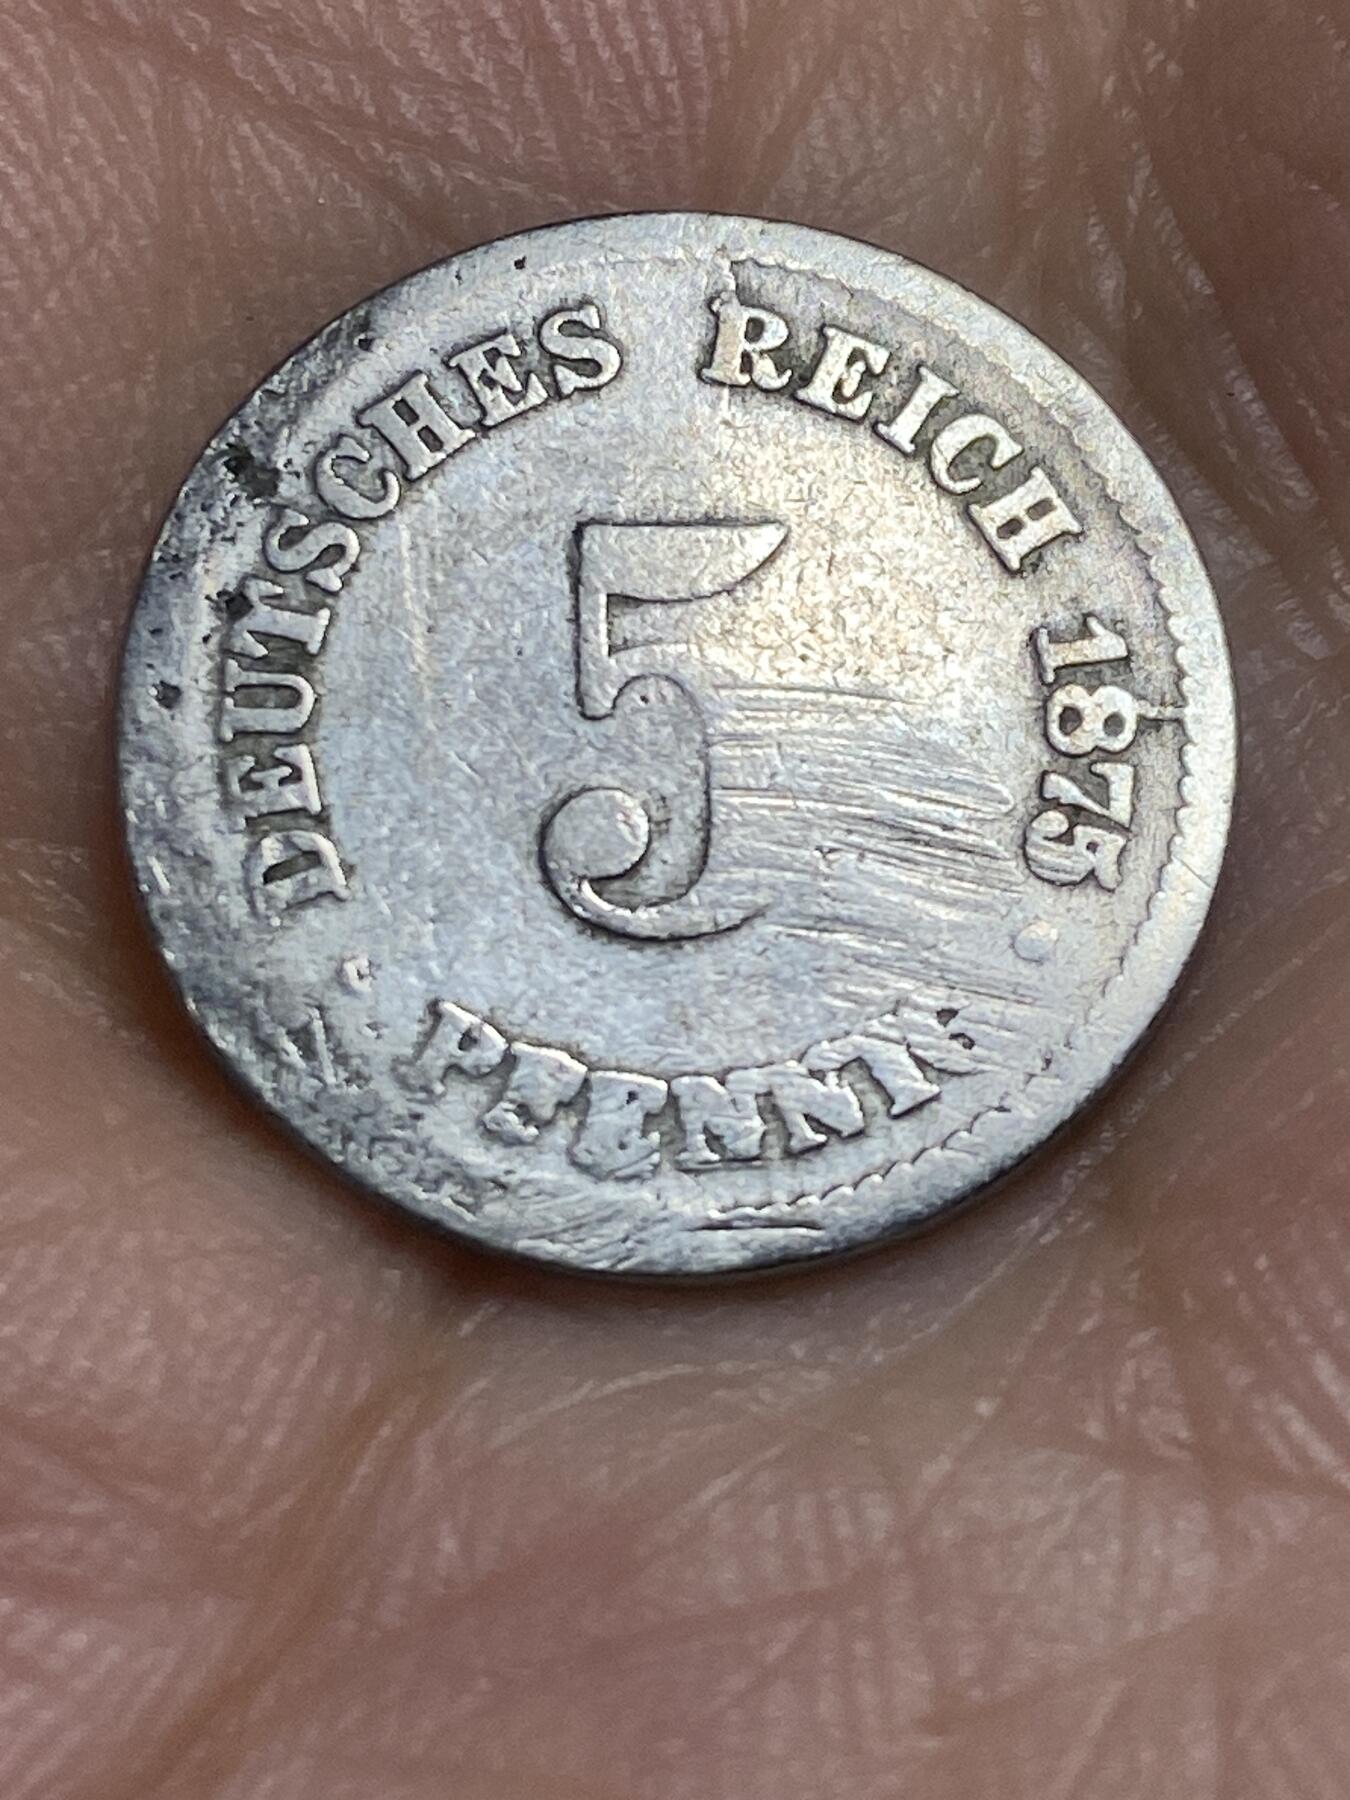 DEUTSCHES REICH 1875
5
PFENNIG